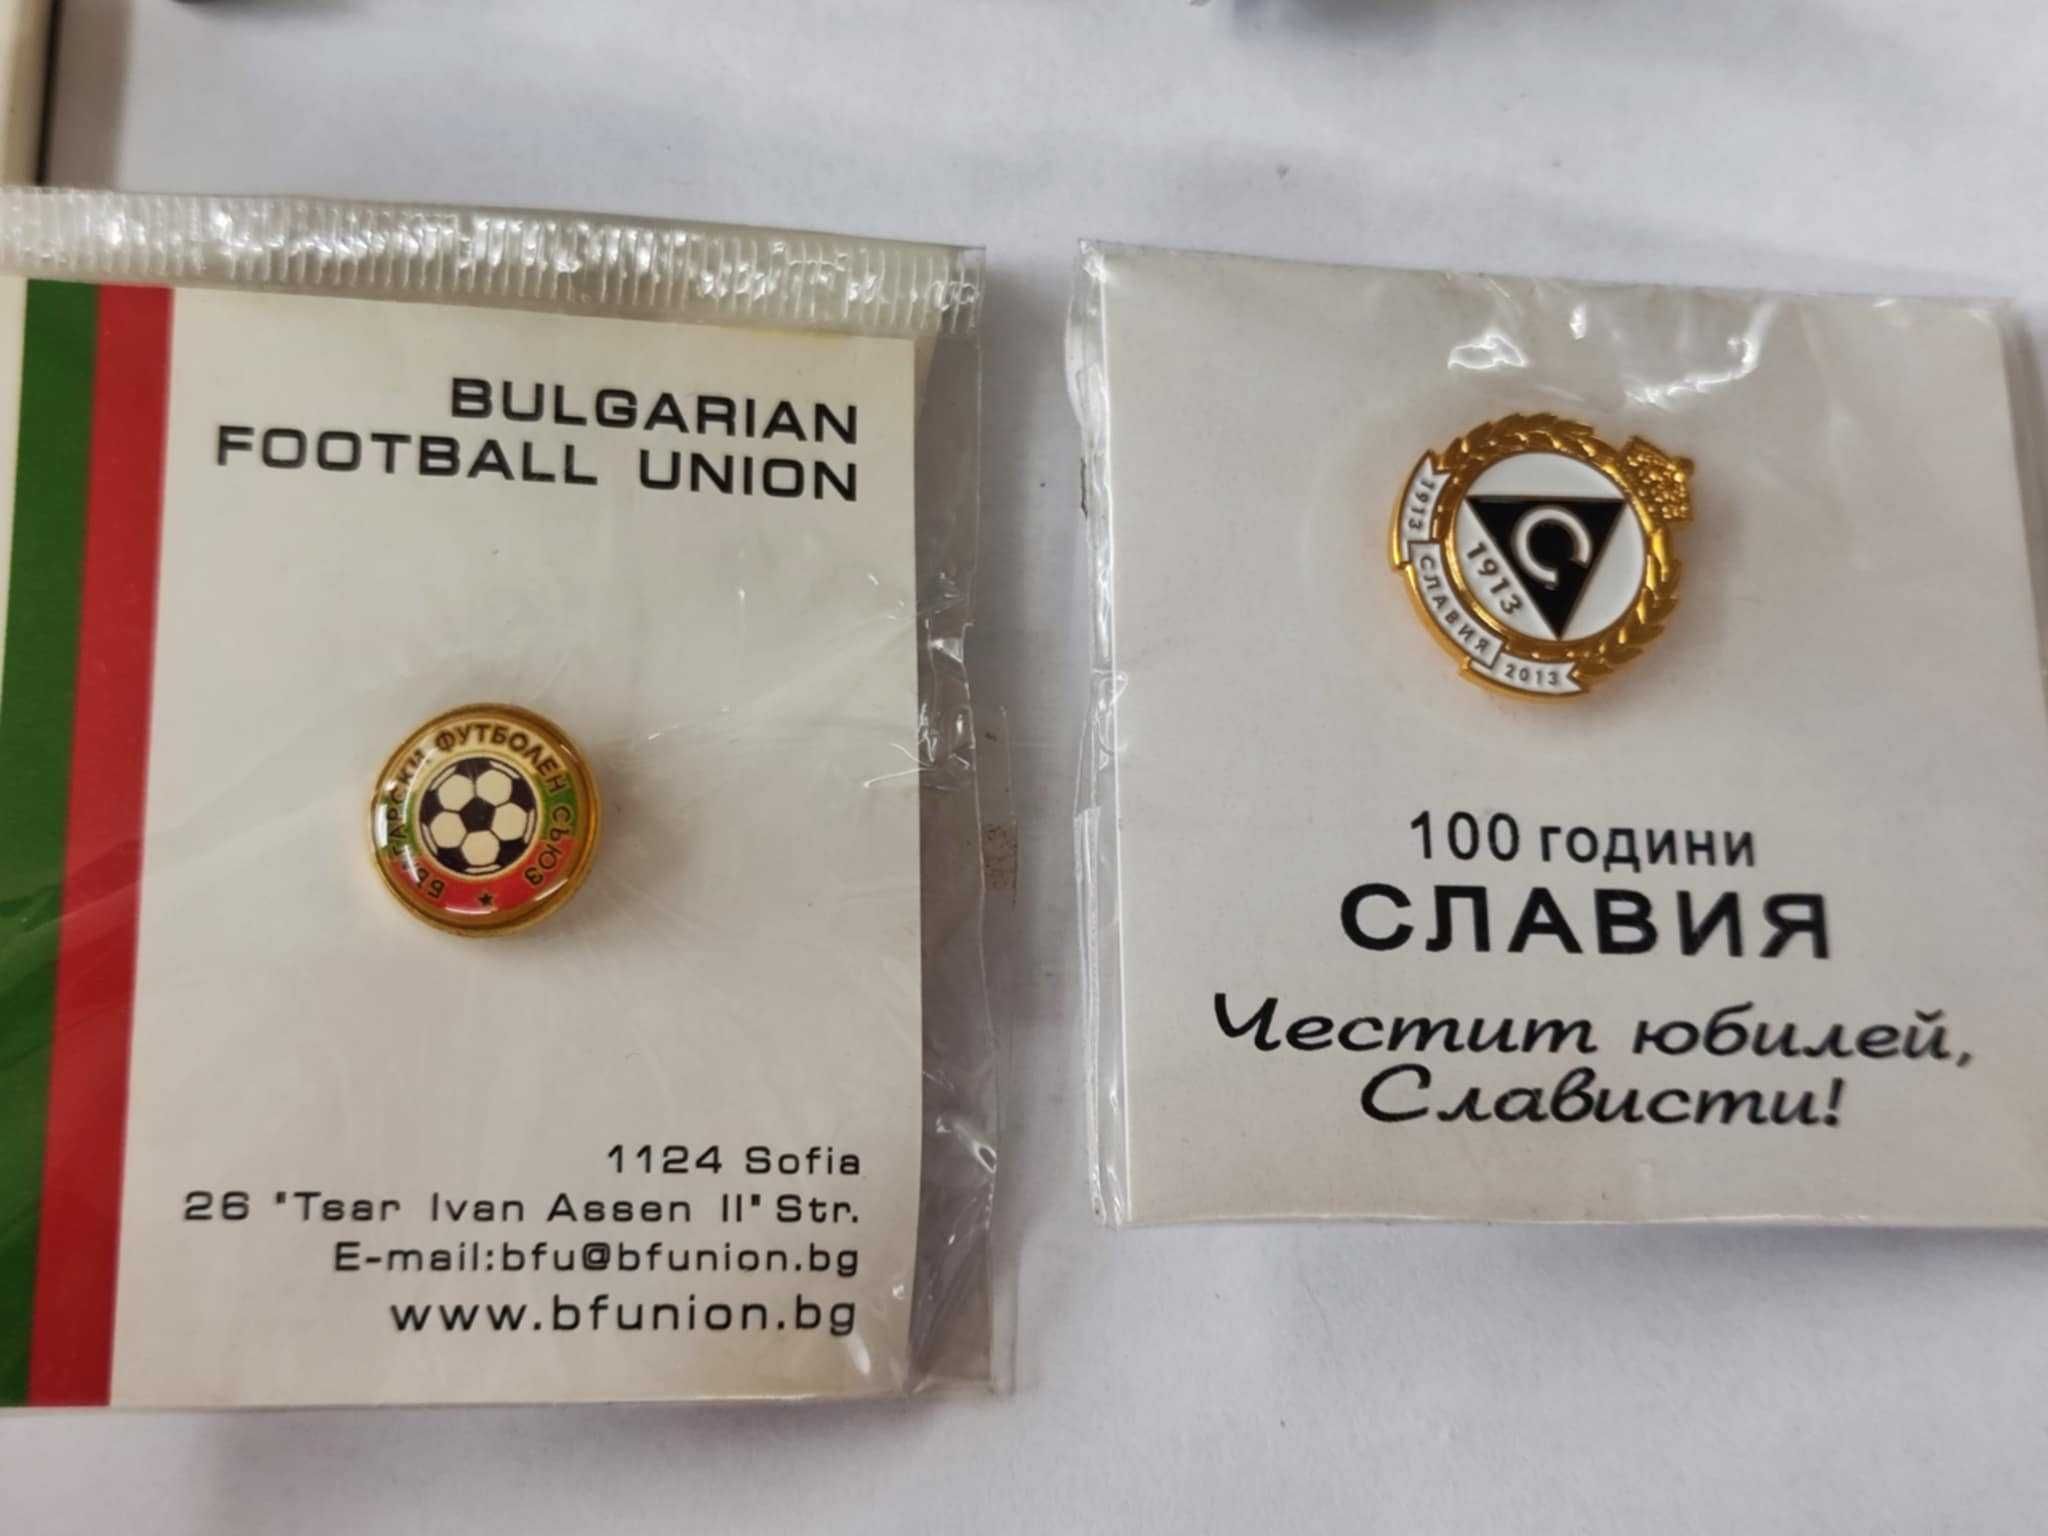 BULGARIAN
FOOTBALL UNION
БЪЛГАРСКИ ФУТБОЛЕН СЪЮЗ
1124 Sofia
26 "Tsar Ivan Assen II" Str.
E-mail:bfu@bfunion.bg
www.bfunion.bg
1913 СЛАВИЯ 2013
С
1913
100 години
СЛАВИЯ
Честит юбилей,
Слависти!